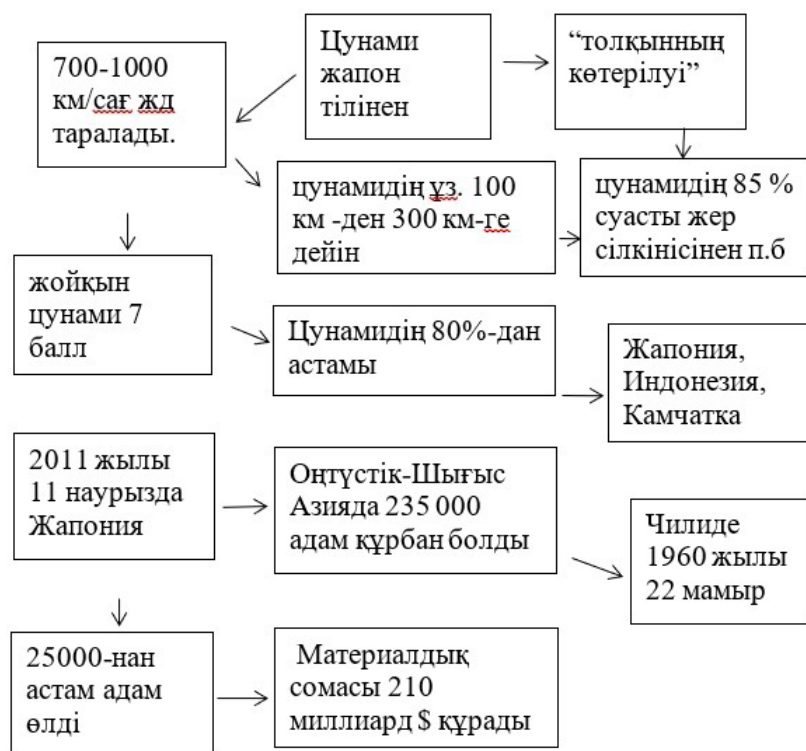 Цунами
жапон
тілінен
“толқынның
көтерілуі”
700-1000
км/сағ жд
таралады.
цунамидің ұз. 100
км -ден 300 км-ге
дейін
цунамидің 85 %
суасты жер
сілкінісінен п.б
жойқын
цунами 7
балл
Цунамидің 80%-дан
астамы
Жапония,
Индонезия,
Камчатка
2011 жылы
11 наурызда
Жапония
Оңтүстік-Шығыс
Азияда 235 000
адам құрбан болды
Чилиде
1960 жылы
22 мамыр
25000-нан
астам адам
өлді
Материалдық
сомасы 210
миллиард $ құрады